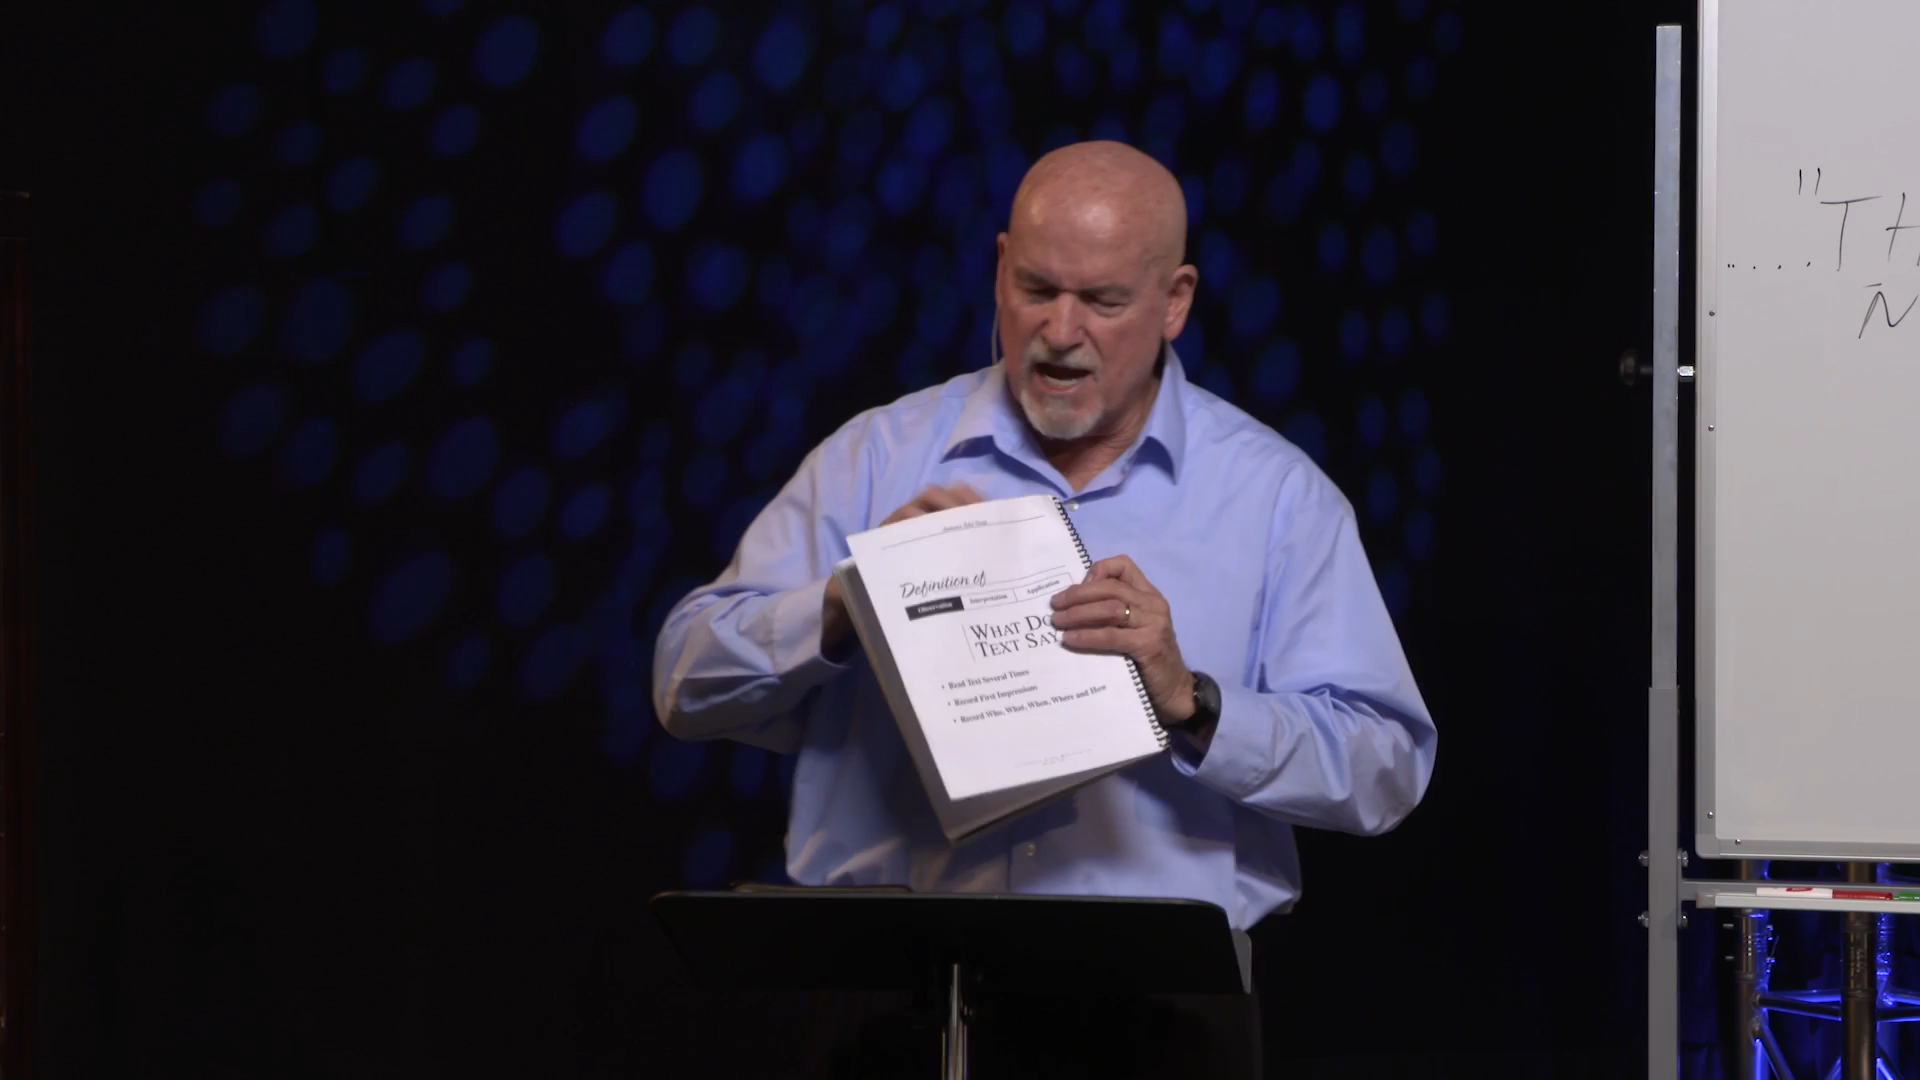 Definition of
Observation Interpretation Application
WHAT DO
TEXT SAY
• Read Text Several Times
• Record First Impressions
• Record Who, What, When, Where and How
"TH
N